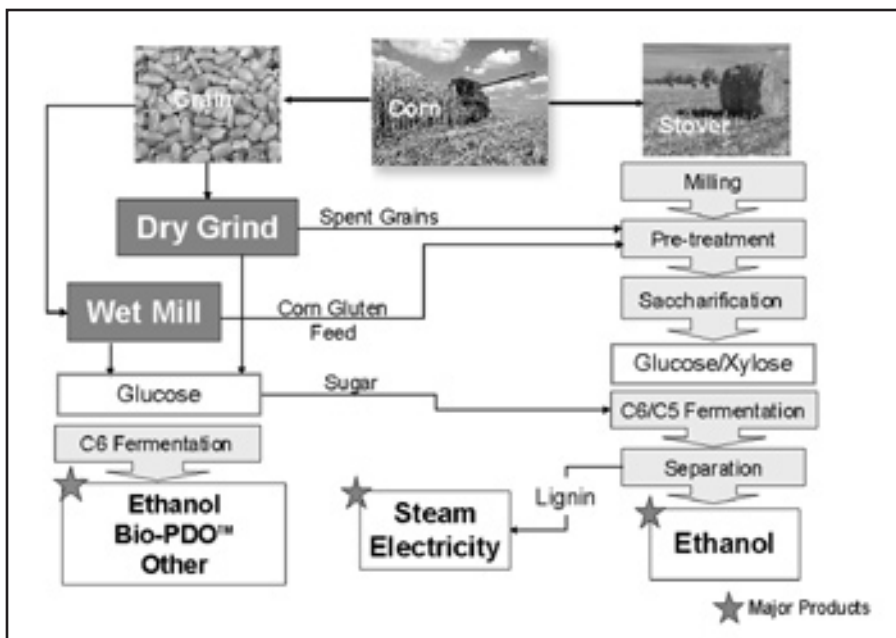 Grain
Corn
Stover
Milling
Dry Grind
Spent Grains
Pre-treatment
Wet Mill
Corn Gluten
Feed
Saccharification
Glucose/Xylose
Glucose
Sugar
C6/C5 Fermentation
C6 Fermentation
Separation
Lignin
Ethanol
Bio-PDO™
Other
Steam
Electricity
Ethanol
Major Products